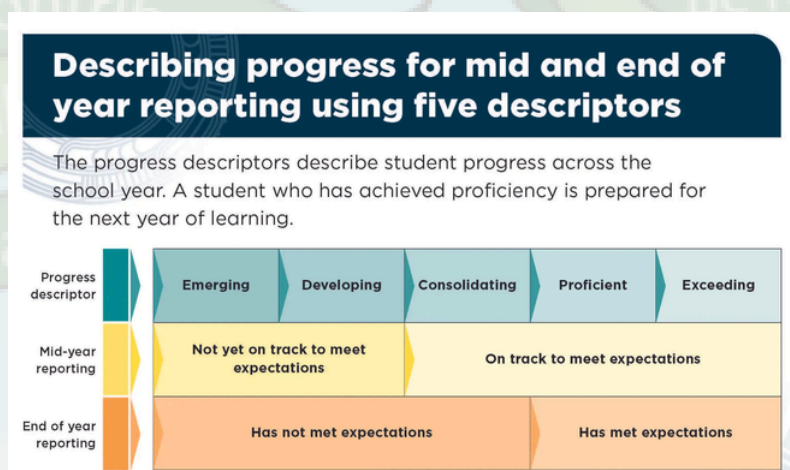 Describing progress for mid and end of
year reporting using five descriptors
The progress descriptors describe student progress across the
school year. A student who has achieved proficiency is prepared for
the next year of learning.
Progress
descriptor
Emerging
Developing
Consolidating
Proficient
Exceeding
Mid-year
reporting
Not yet on track to meet
expectations
On track to meet expectations
End of year
reporting
Has not met expectations
Has met expectations